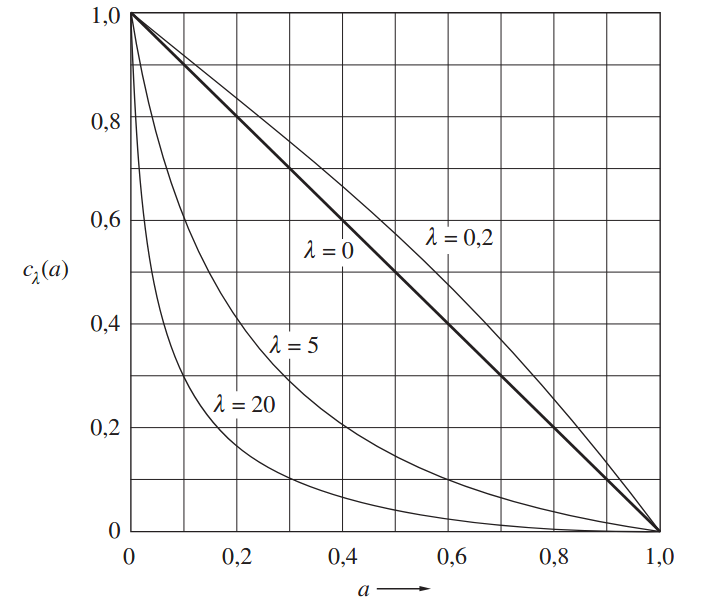 1,0
0,8
0,6
0,4
0,2
0
c_λ(a)
λ = 0,2
λ = 0
λ = 5
λ = 20
0 0,2 0,4 0,6 0,8 1,0
a